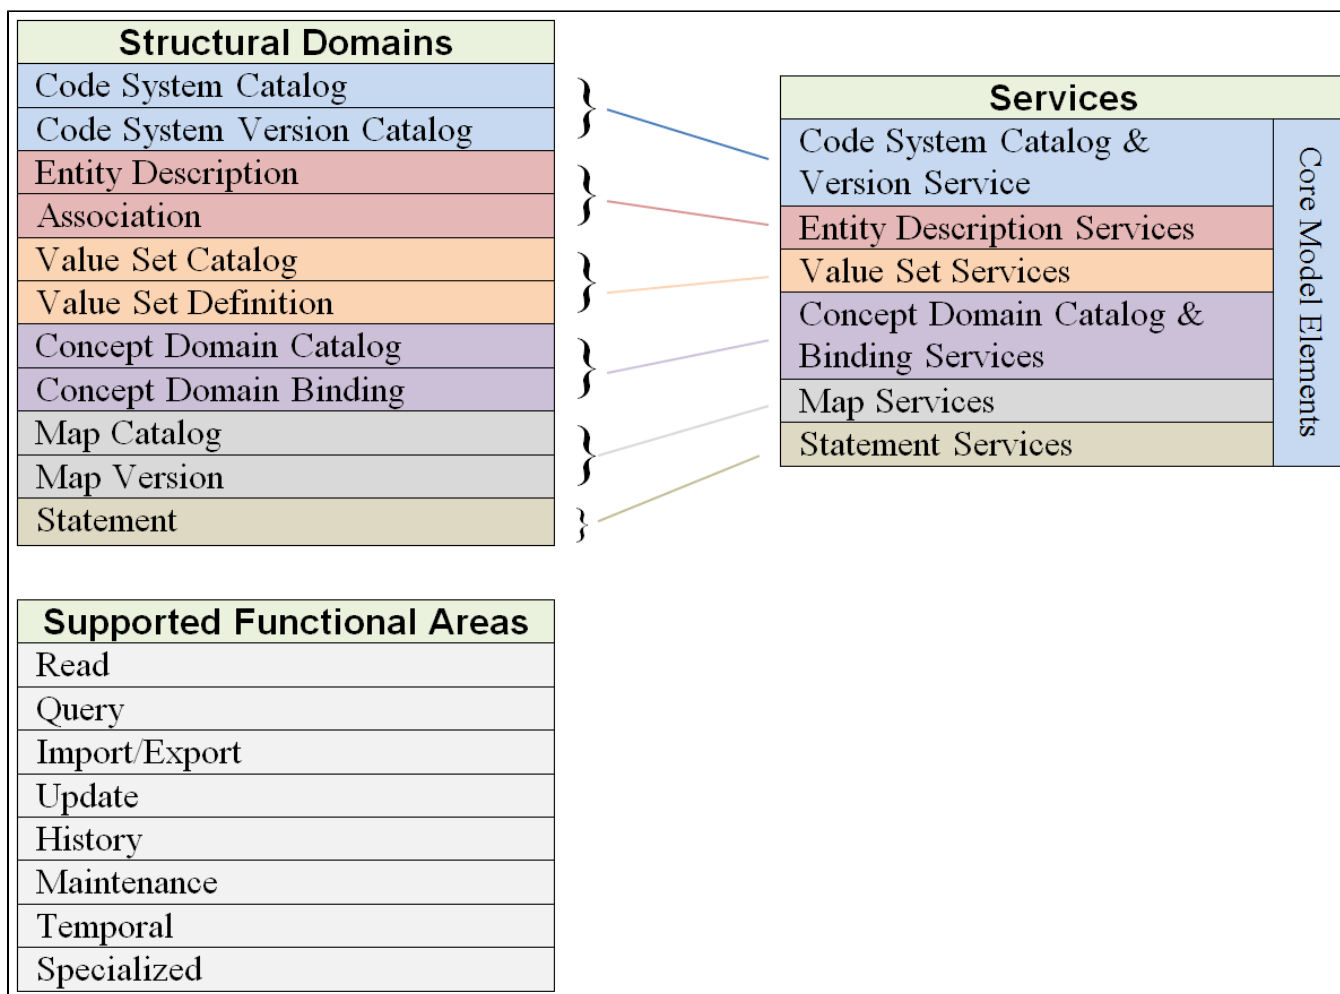 Structural Domains
Code System Catalog
Code System Version Catalog
Entity Description
Association
Value Set Catalog
Value Set Definition
Concept Domain Catalog
Concept Domain Binding
Map Catalog
Map Version
Statement
}
}
}
}
}
}
Services
Code System Catalog &
Version Service
Entity Description Services
Value Set Services
Concept Domain Catalog &
Binding Services
Map Services
Statement Services
Core Model Elements
Supported Functional Areas
Read
Query
Import/Export
Update
History
Maintenance
Temporal
Specialized